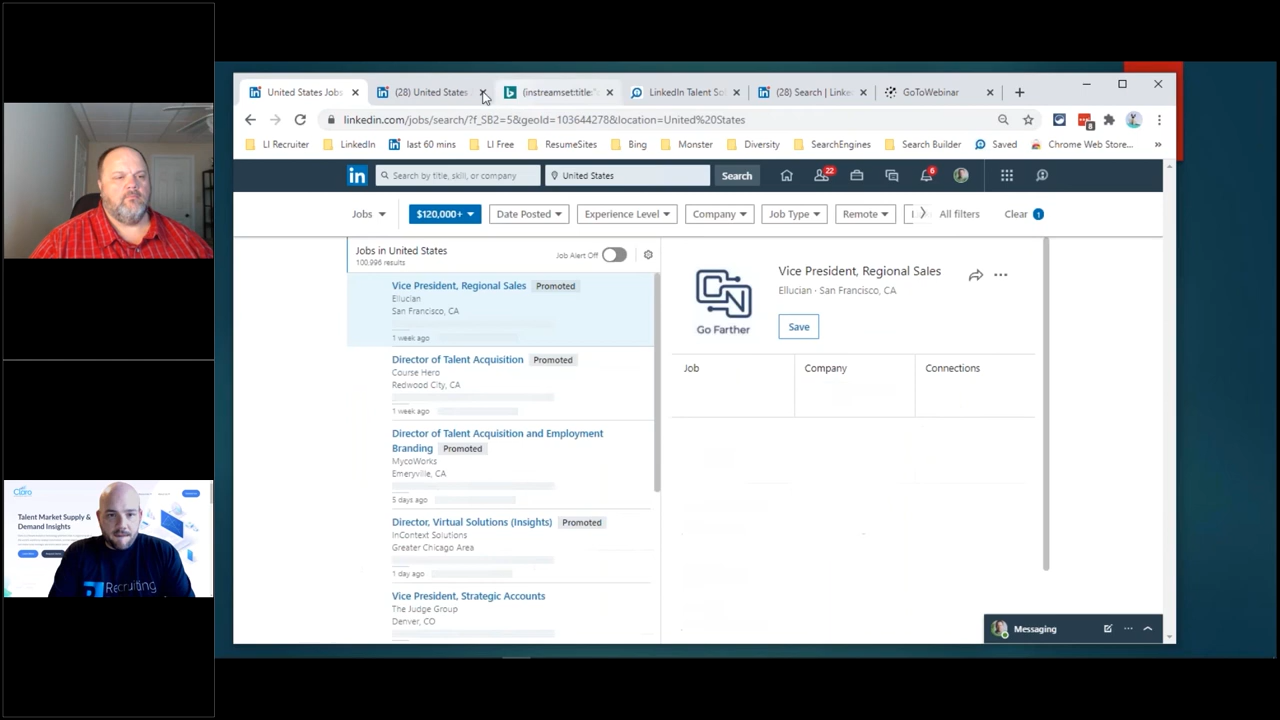 United States Jobs
(28) United States
(instreamset:title:"
LinkedIn Talent So
(28) Search | Linke
GoToWebinar
linkedin.com/jobs/search/?f_SB2=5&geoId=103644278&location=United%20States
8
LI Recruiter
LinkedIn
last 60 mins
LI Free
ResumeSites
Bing
Monster
Diversity
SearchEngines
Search Builder
Saved
Chrome Web Store...
in
Search by title, skill, or company
United States
Search
22
6
Jobs
$120,000+
Date Posted
Experience Level
Company
Job Type
Remote
All filters
Clear 1
Jobs in United States
100,996 results
Job Alert Off
Vice President, Regional Sales Promoted
Ellucian
San Francisco, CA
1 week ago
Director of Talent Acquisition Promoted
Course Hero
Redwood City, CA
1 week ago
Director of Talent Acquisition and Employment
Branding Promoted
MycoWorks
Emeryville, CA
5 days ago
Director, Virtual Solutions (Insights) Promoted
InContext Solutions
Greater Chicago Area
1 day ago
Vice President, Strategic Accounts
The Judge Group
Denver, CO
CN
Go Farther
Vice President, Regional Sales
Ellucian · San Francisco, CA
Save
Job
Company
Connections
Messaging
Claro
Talent Market Supply &
Demand Insights
Recruiting